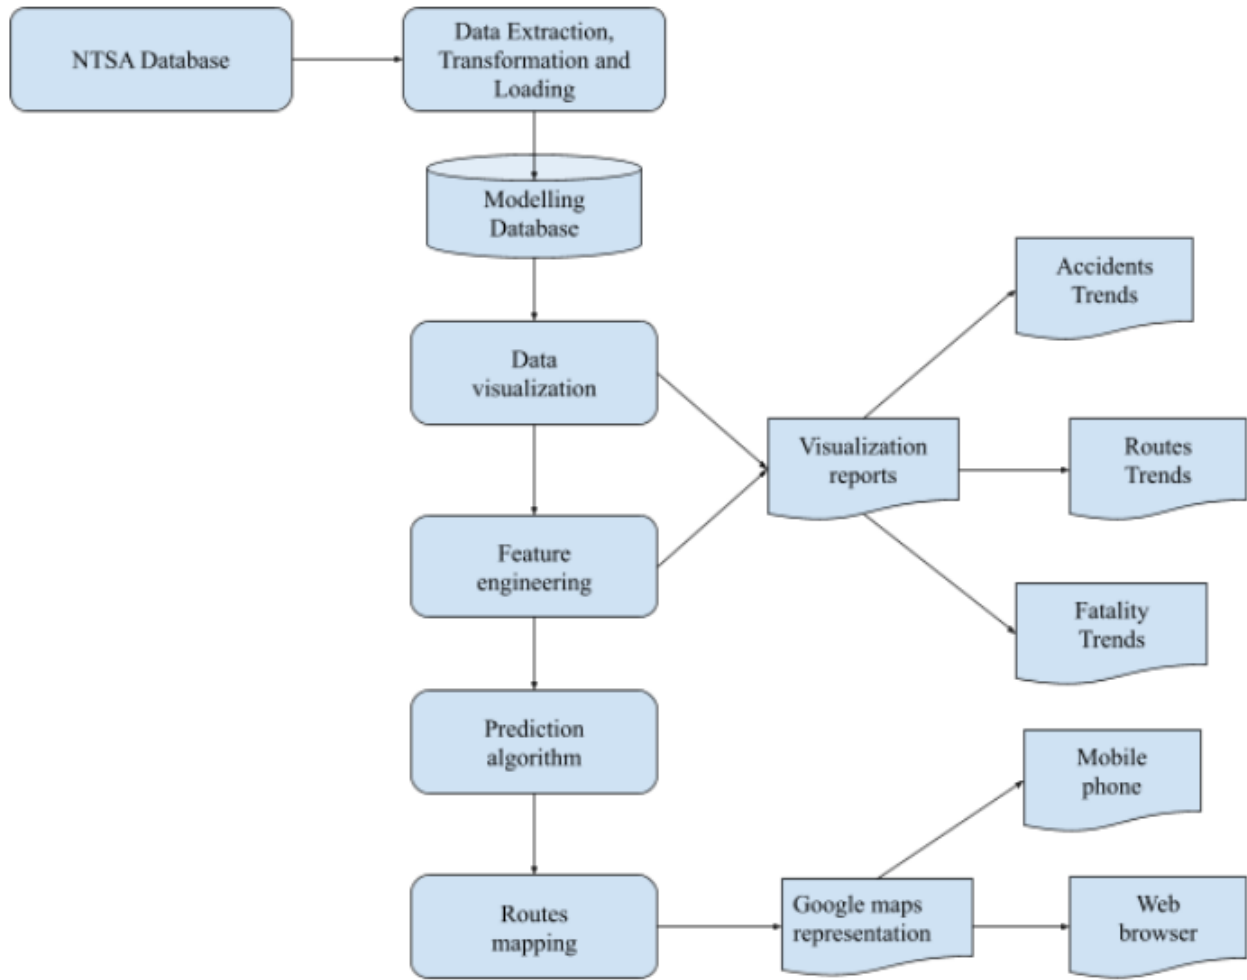 NTSA Database
Data Extraction,
Transformation and
Loading
Modelling
Database
Data
visualization
Feature
engineering
Prediction
algorithm
Routes
mapping
Visualization
reports
Accidents
Trends
Routes
Trends
Fatality
Trends
Google maps
representation
Mobile
phone
Web
browser